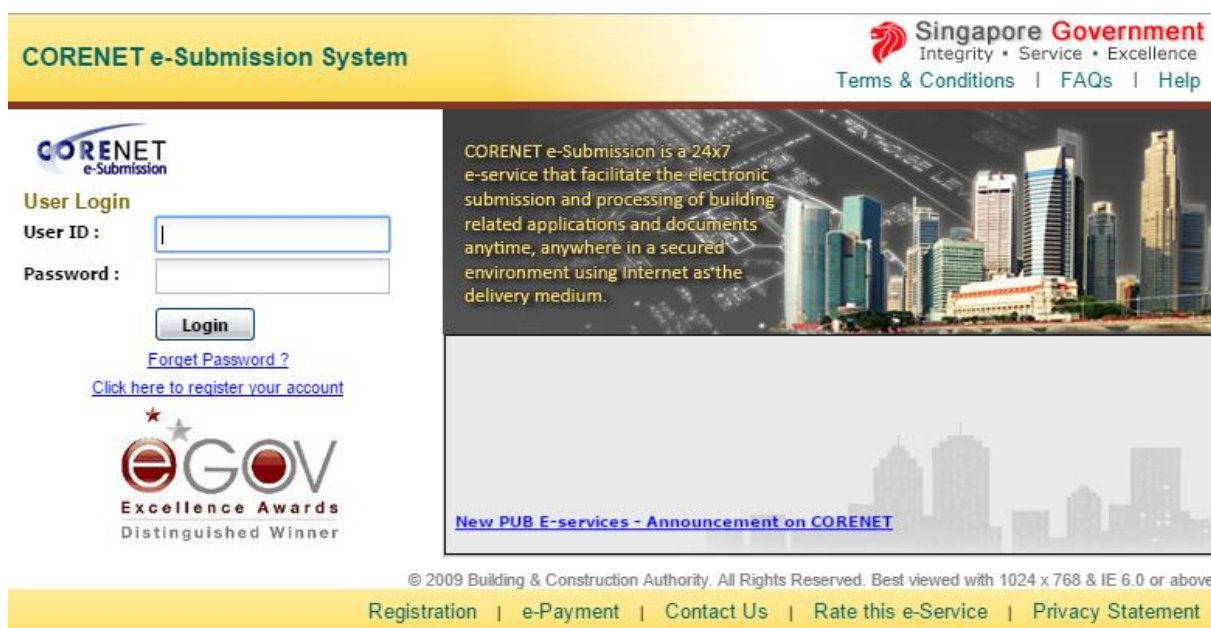 CORENET e-Submission System
Singapore Government
Integrity • Service • Excellence
Terms & Conditions | FAQs | Help
CORENET
e-Submission
User Login
User ID :
Password :
Login
Forget Password ?
Click here to register your account
eGOV
Excellence Awards
Distinguished Winner
CORENET e-Submission is a 24x7
e-service that facilitate the electronic
submission and processing of building
related applications and documents
anytime, anywhere in a secured
environment using Internet as the
delivery medium.
PENTHOUSE LEV
New PUB E-services - Announcement on CORENET
© 2009 Building & Construction Authority. All Rights Reserved. Best viewed with 1024 x 768 & IE 6.0 or above
Registration | e-Payment | Contact Us | Rate this e-Service | Privacy Statement